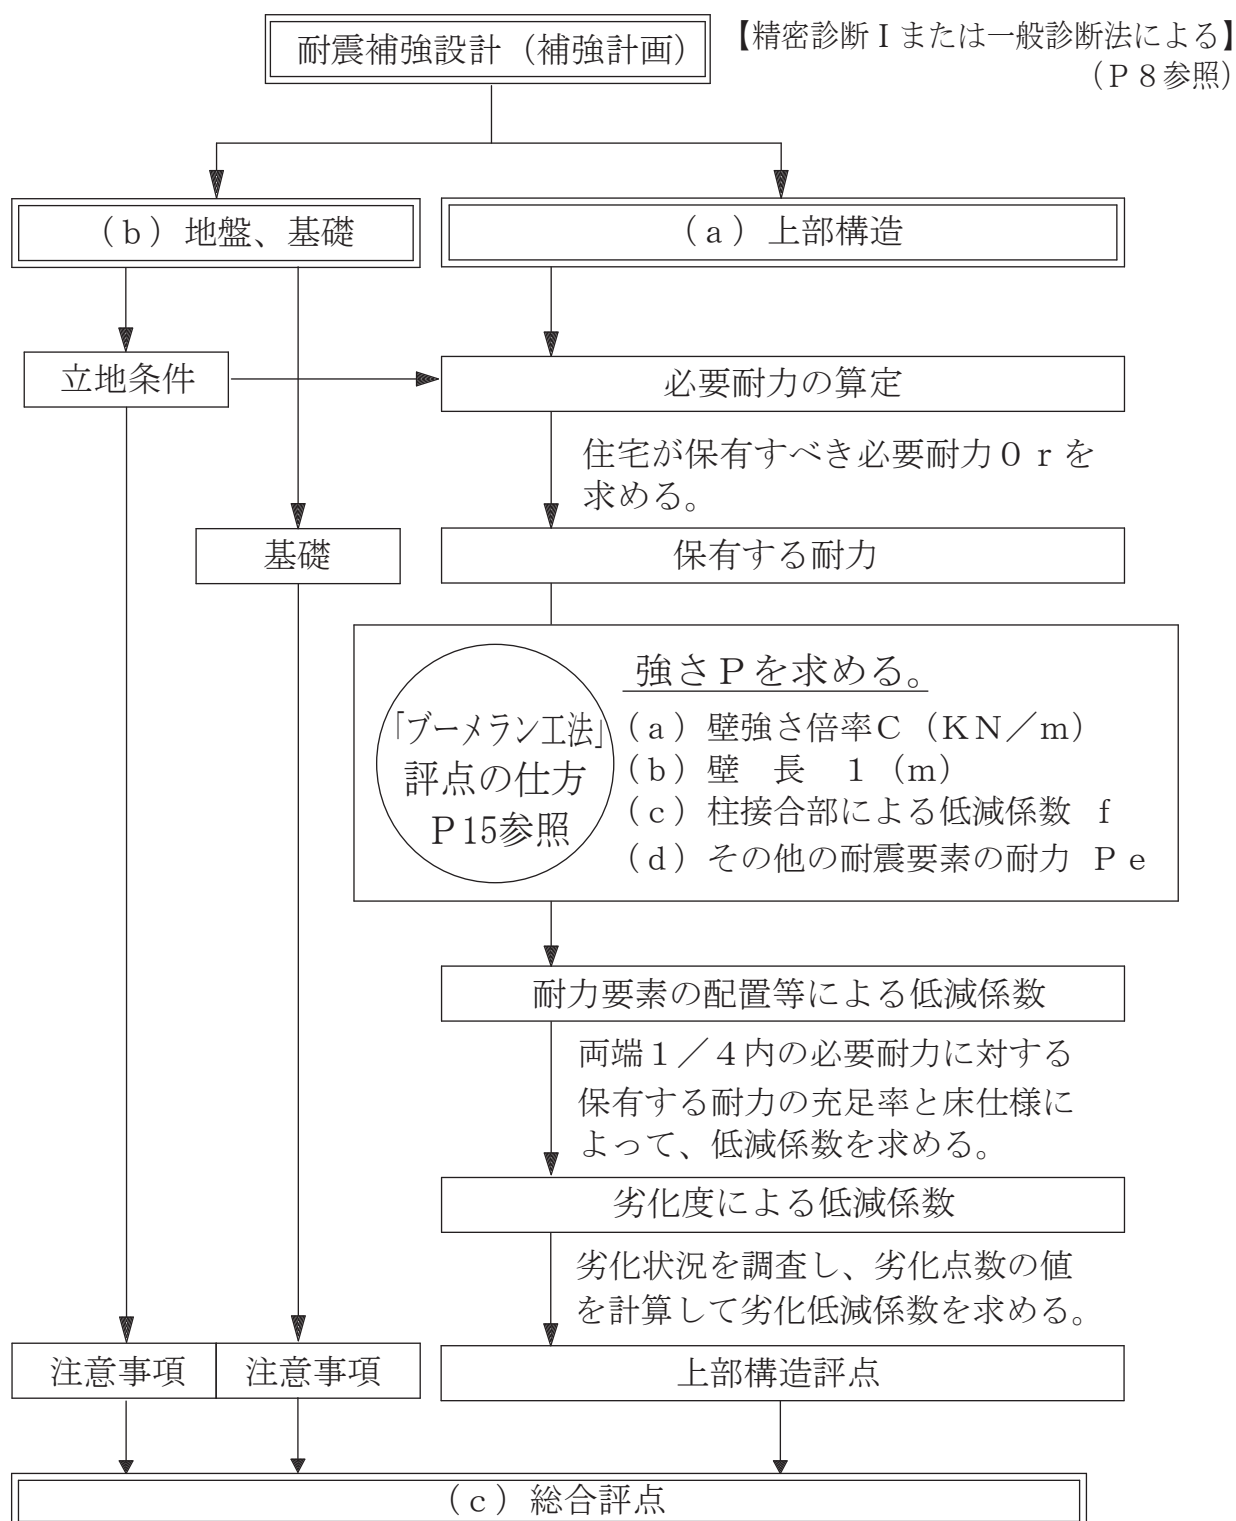 耐震補強設計（補強計画）
【精密診断Ⅰまたは一般診断法による】
（Ｐ８参照）
（ｂ）地盤、基礎
（ａ）上部構造
立地条件
必要耐力の算定
住宅が保有すべき必要耐力０ｒを
求める。
基礎
保有する耐力
「ブーメラン工法」
評点の仕方
Ｐ15参照
強さＰを求める。
（ａ）壁強さ倍率Ｃ（ＫＮ／ｍ）
（ｂ）壁　長　１（ｍ）
（ｃ）柱接合部による低減係数 ｆ
（ｄ）その他の耐震要素の耐力 Ｐｅ
耐力要素の配置等による低減係数
両端１／４内の必要耐力に対する
保有する耐力の充足率と床仕様に
よって、低減係数を求める。
劣化度による低減係数
劣化状況を調査し、劣化点数の値
を計算して劣化低減係数を求める。
注意事項
注意事項
上部構造評点
（ｃ）総合評点